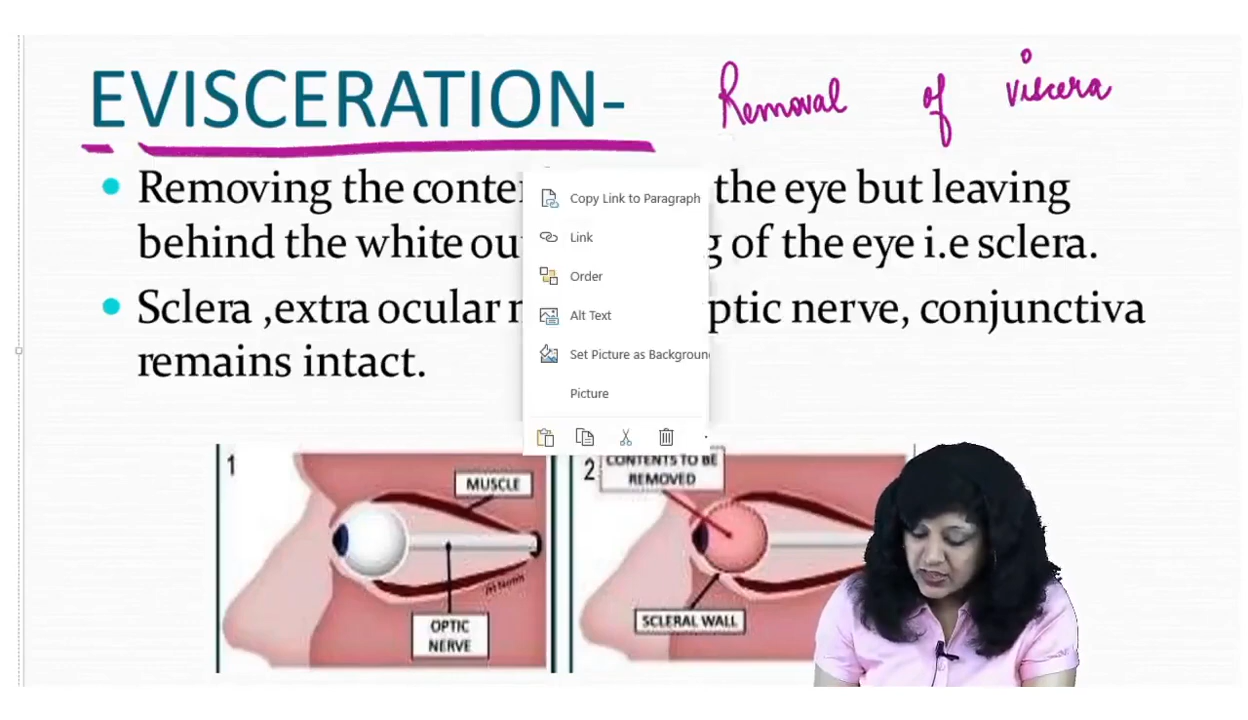 EVISCERATION-
Removal of viscera
Removing the conte the eye but leaving
behind the white ou g of the eye i.e sclera.
Sclera ,extra ocular ptic nerve, conjunctiva
remains intact.
Copy Link to Paragraph
Link
Order
Alt Text
Set Picture as Backgroun
Picture
1
MUSCLE
OPTIC
NERVE
2
CONTENTS TO BE
REMOVED
SCLERAL WALL